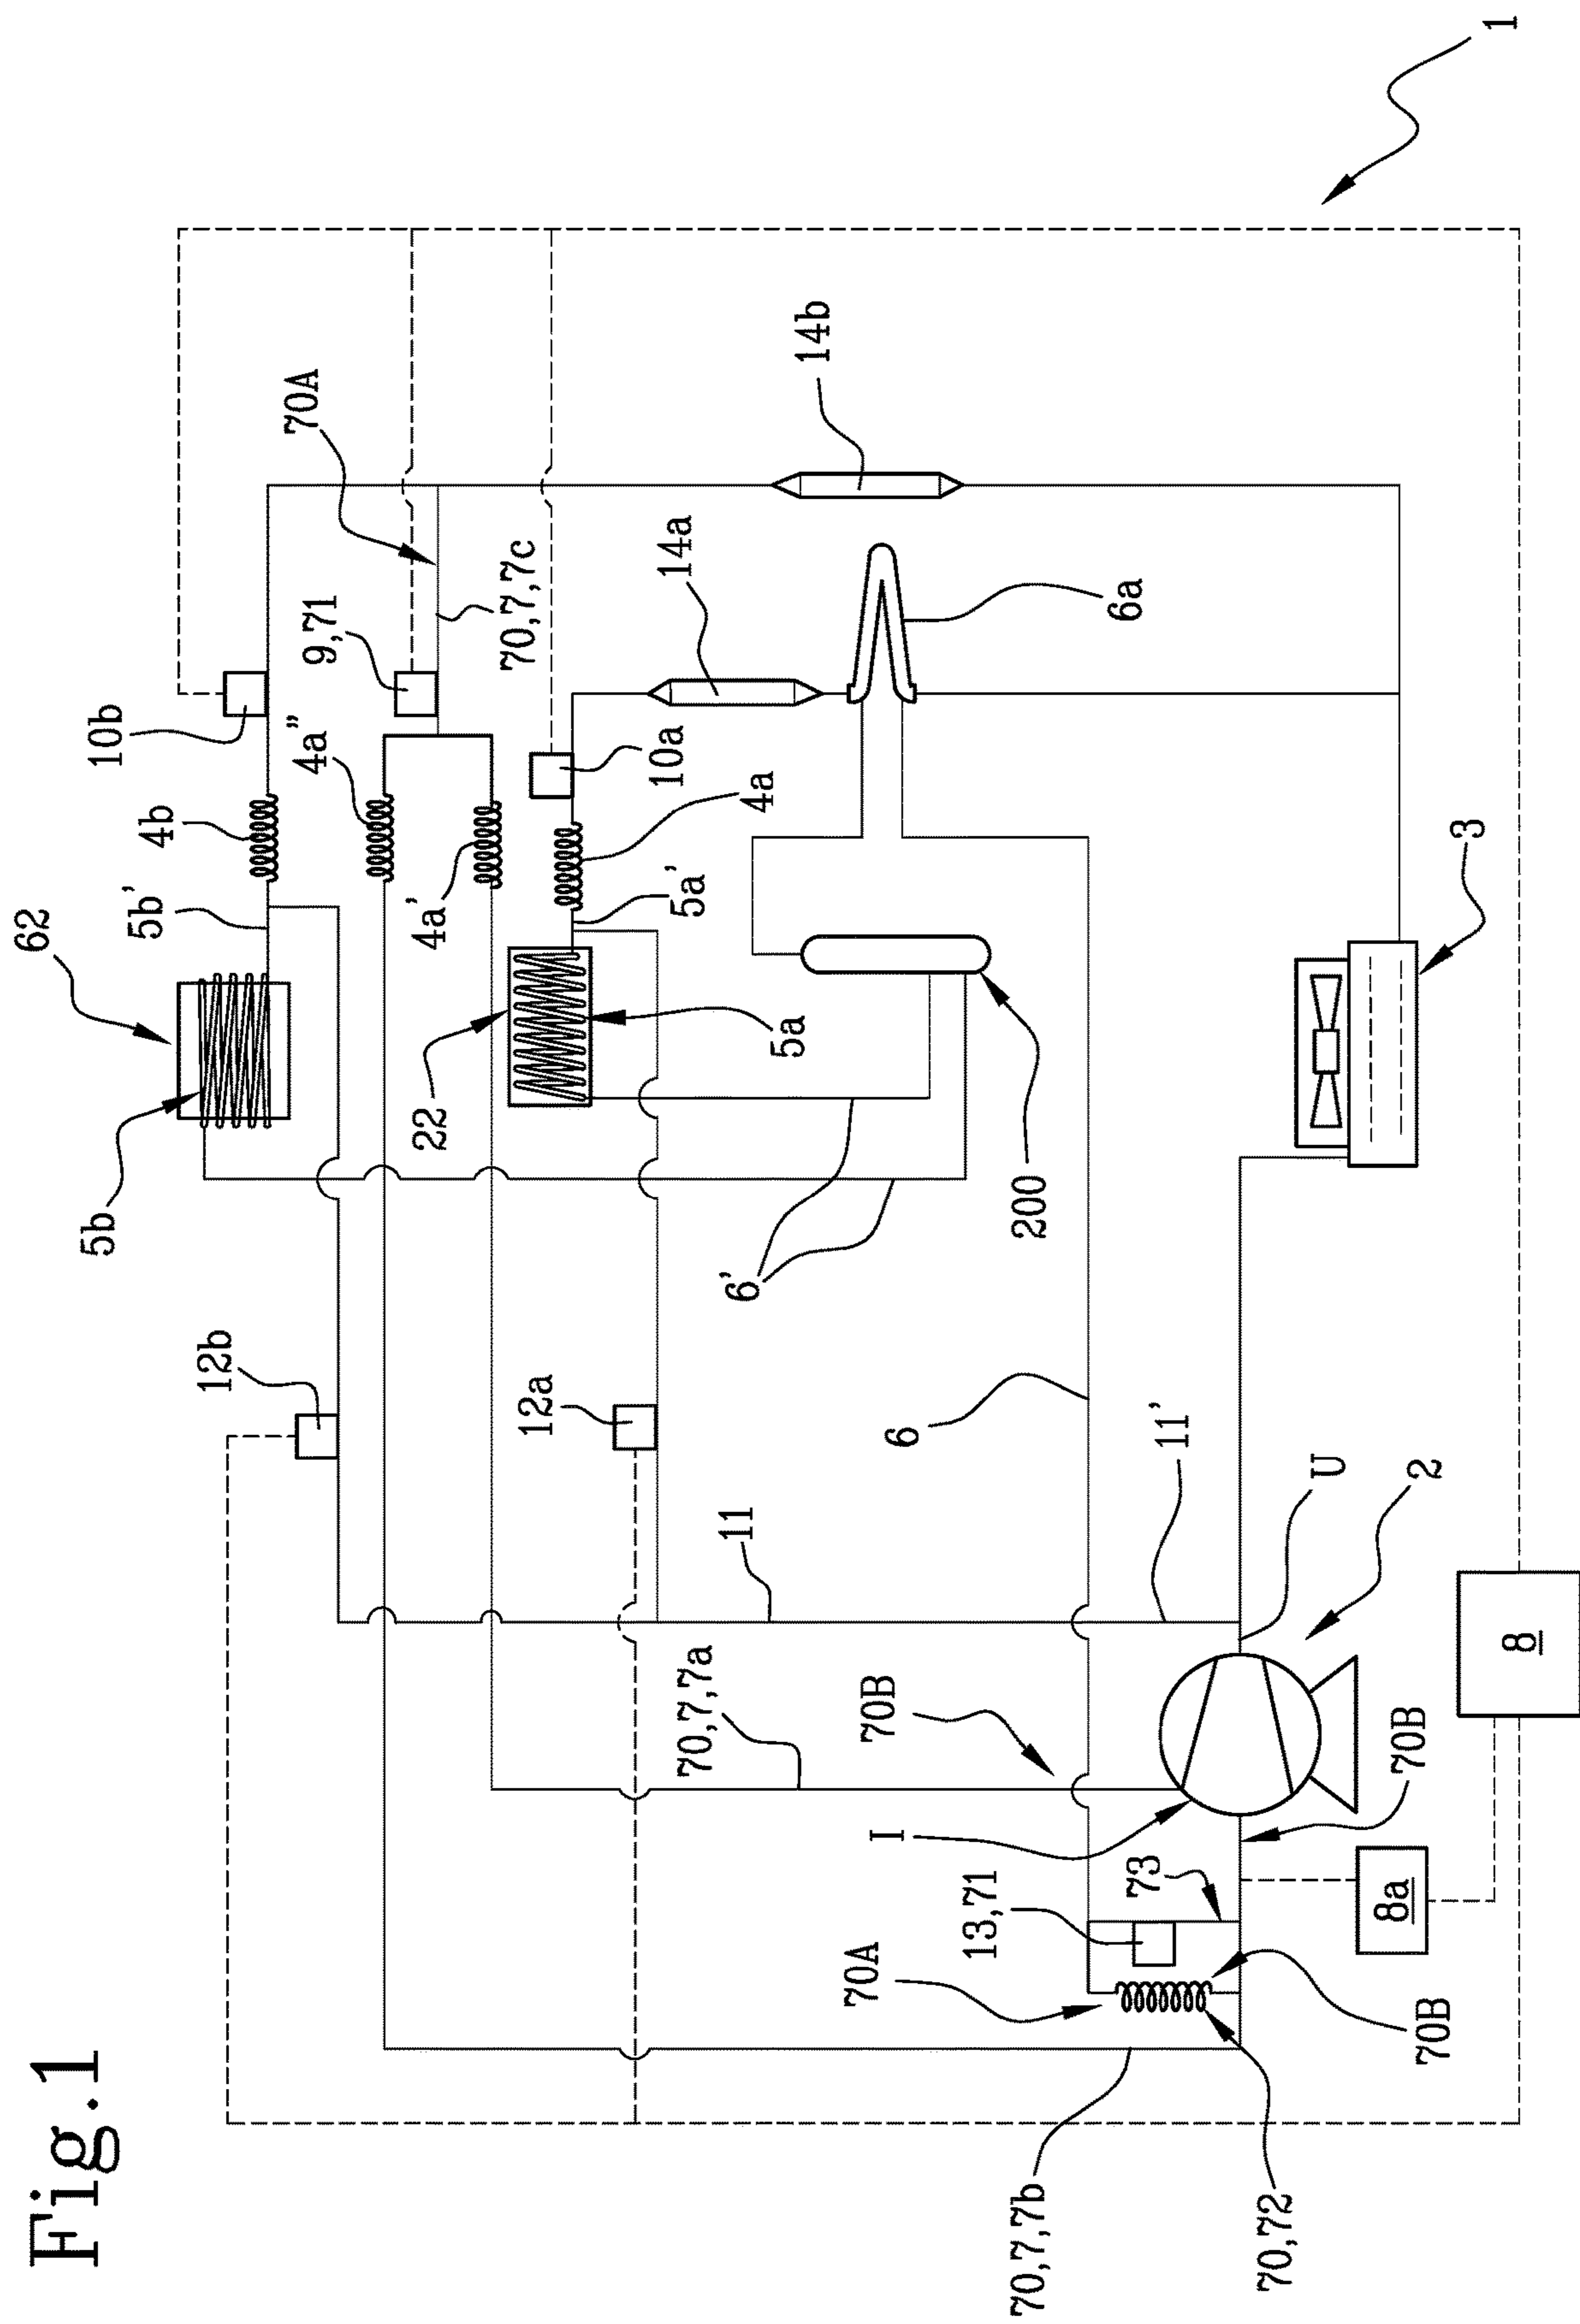 Fig.1
62
5b'
4b
10b
5b
4a"
9,71
70A
4a'
70,7,7c
22
5a'
4a
10a
14a
14b
5a
6a
12b
12a
6'
200
3
1
6
11
11'
U
2
70,7,7a
70B
I
8
70A
13,71
73
70B
8a
70,7,7b
70,72
70B